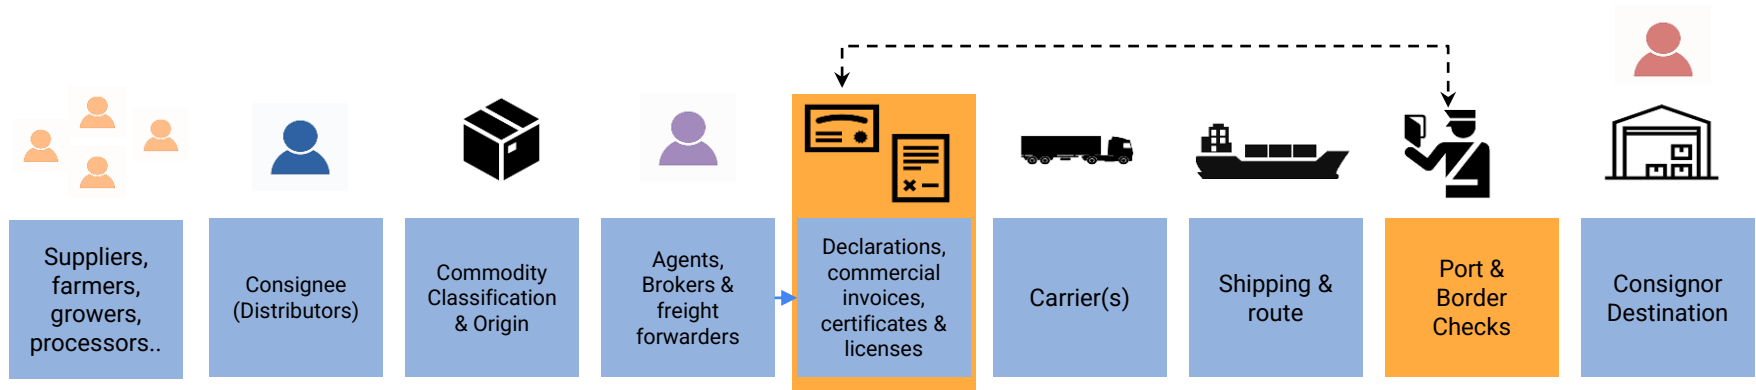 Suppliers,
farmers,
growers,
processors..
Consignee
(Distributors)
Commodity
Classification
& Origin
Agents,
Brokers &
freight
forwarders
Declarations,
commercial
invoices,
certificates &
licenses
Carrier(s)
Shipping &
route
Port &
Border
Checks
Consignor
Destination